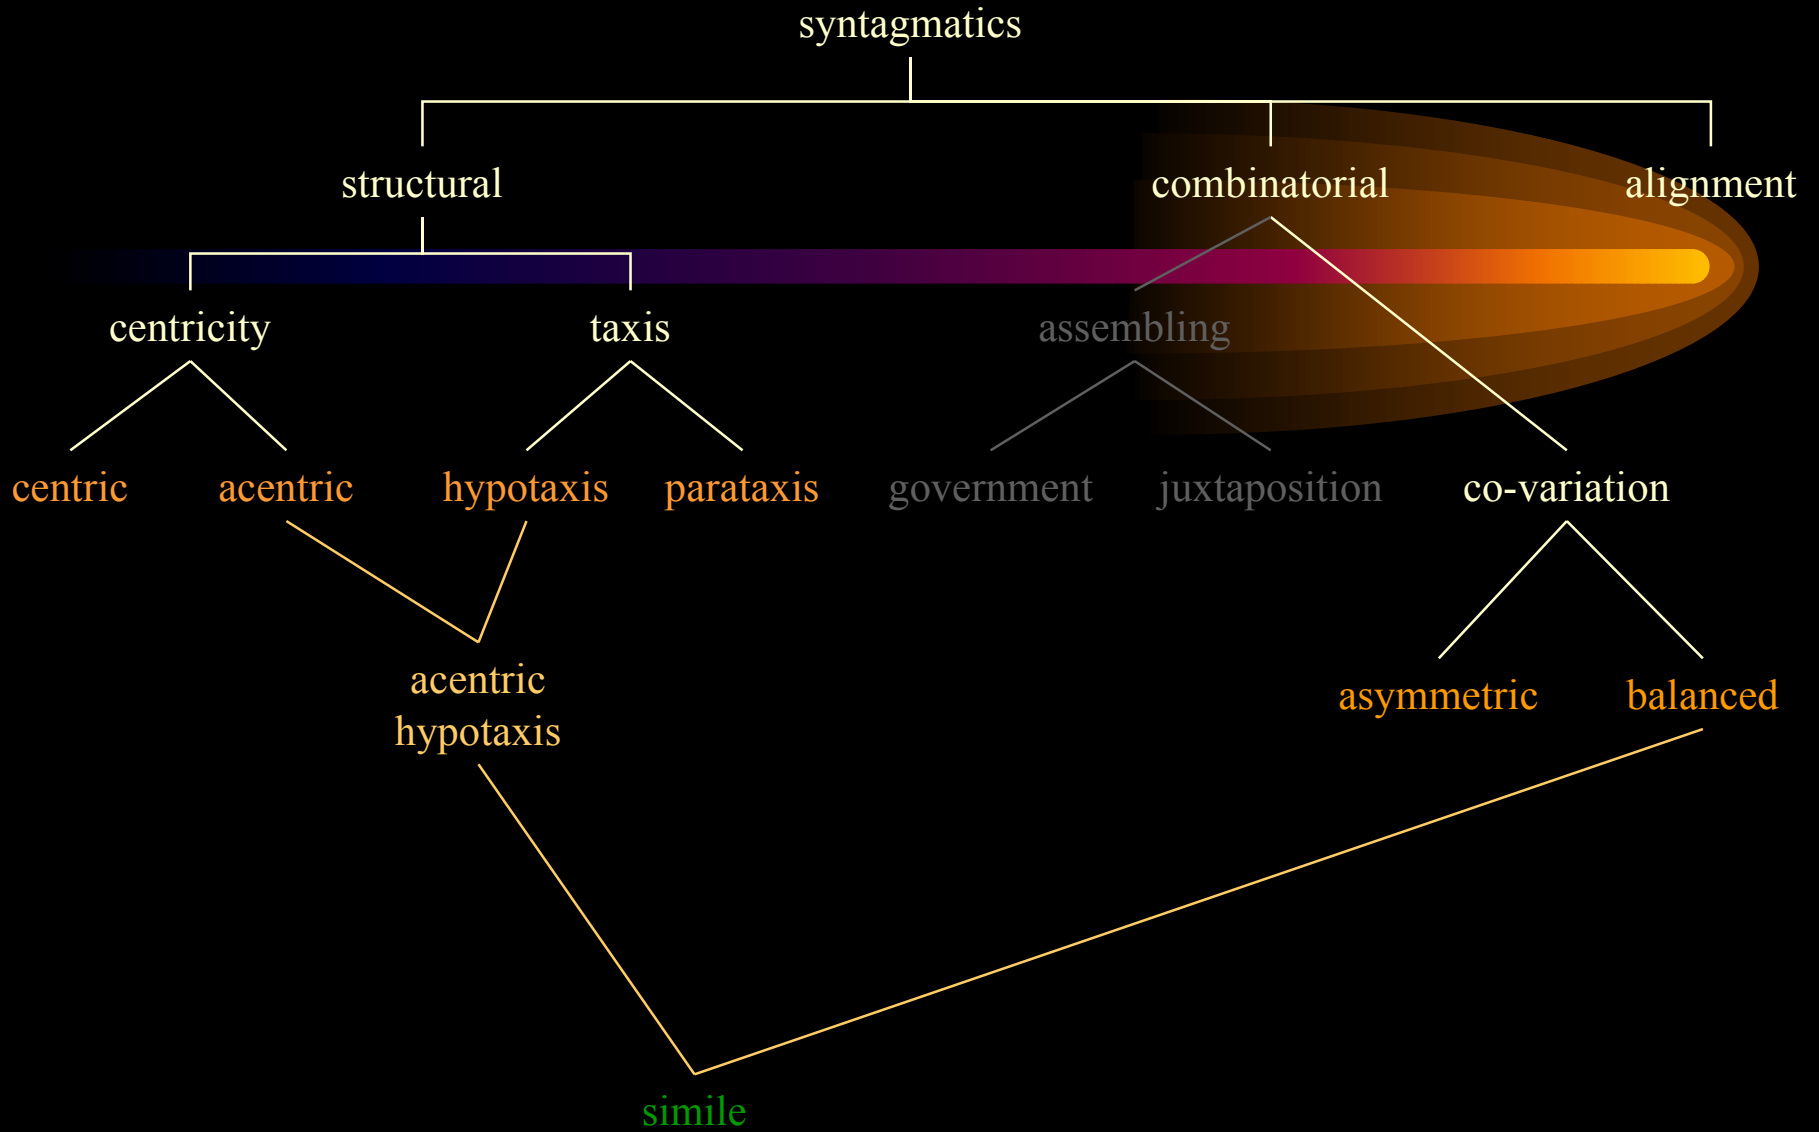 syntagmatics
structural
combinatorial
alignment
centricity
taxis
assembling
centric
acentric
hypotaxis
parataxis
government
juxtaposition
co-variation
acentric
hypotaxis
asymmetric
balanced
simile